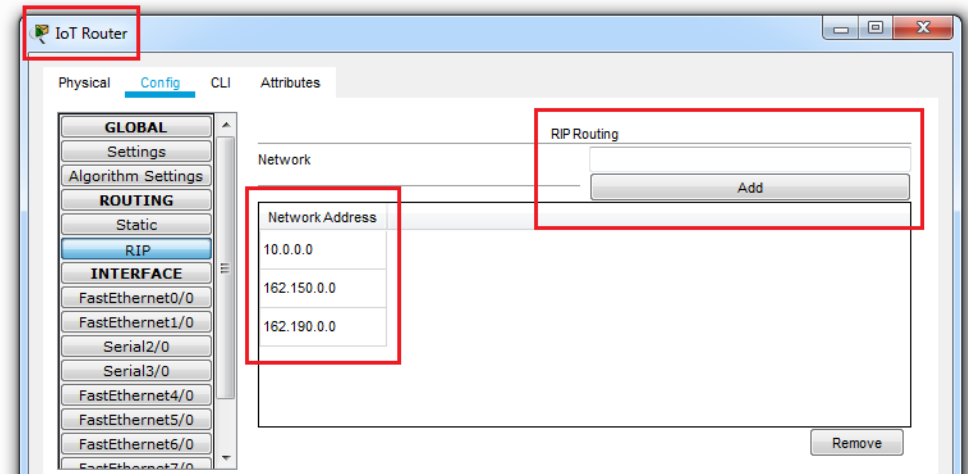 IoT Router
Physical Config CLI Attributes
GLOBAL
Settings
Algorithm Settings
ROUTING
Static
RIP
INTERFACE
FastEthernet0/0
FastEthernet1/0
Serial2/0
Serial3/0
FastEthernet4/0
FastEthernet5/0
FastEthernet6/0
FastEthernet7/0
RIP Routing
Network
Add
Network Address
10.0.0.0
162.150.0.0
162.190.0.0
Remove